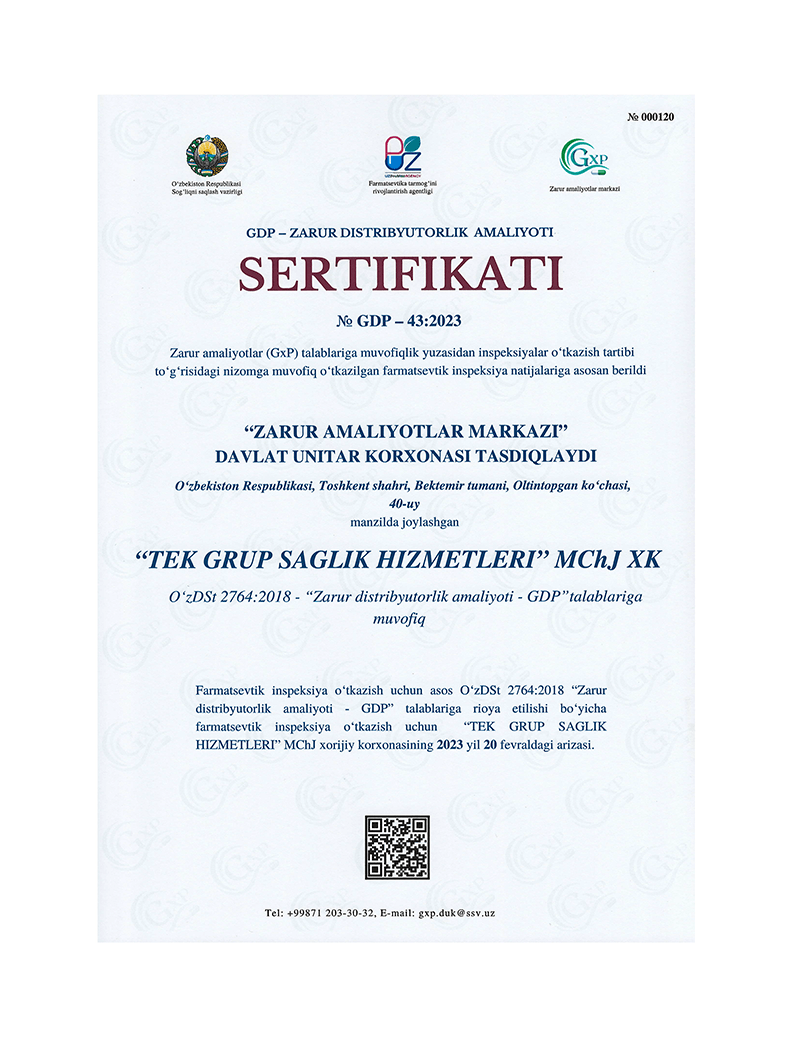 № 000120
O‘zbekiston Respublikasi
Sog‘liqni saqlash vazirligi
UZPHARMAGENCY
Farmatsevtika tarmog‘ini
rivojlantirish agentligi
GXP
Zarur amaliyotlar markazi
GDP – ZARUR DISTRIBYUTORLIK AMALIYOTI
SERTIFIKATI
№ GDP – 43:2023
Zarur amaliyotlar (GxP) talablariga muvofiqlik yuzasidan inspeksiyalar o‘tkazish tartibi
to‘g‘risidagi nizomga muvofiq o‘tkazilgan farmatsevtik inspeksiya natijalariga asosan berildi
“ZARUR AMALIYOTLAR MARKAZI”
DAVLAT UNITAR KORXONASI TASDIQLAYDI
O‘zbekiston Respublikasi, Toshkent shahri, Bektemir tumani, Oltintopgan ko‘chasi,
40-uy
manzilda joylashgan
“TEK GRUP SAGLIK HIZMETLERI” MChJ XK
O‘zDSt 2764:2018 - “Zarur distribyutorlik amaliyoti - GDP”talablariga
muvofiq
Farmatsevtik inspeksiya o‘tkazish uchun asos O‘zDSt 2764:2018 “Zarur
distribyutorlik amaliyoti - GDP” talablariga rioya etilishi bo‘yicha
farmatsevtik inspeksiya o‘tkazish uchun “TEK GRUP SAGLIK
HIZMETLERI” MChJ xorijiy korxonasining 2023 yil 20 fevraldagi arizasi.
Tel: +99871 203-30-32, E-mail: gxp.duk@ssv.uz